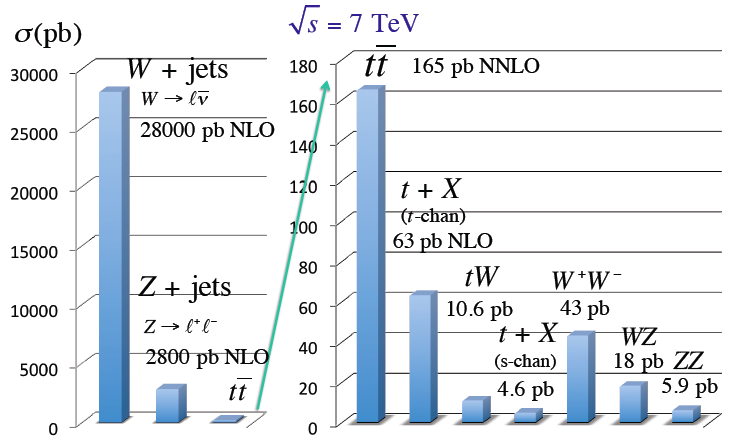 √s = 7 TeV
σ(pb)
30000
25000
20000
15000
10000
5000
0
W + jets
W → ℓν̅
28000 pb NLO
Z + jets
Z → ℓ⁺ℓ⁻
2800 pb NLO
tt̅
180
160
140
120
100
80
60
40
20
0
tt̅ 165 pb NNLO
t + X
(t-chan)
63 pb NLO
tW
10.6 pb
t + X
(s-chan)
4.6 pb
W⁺W⁻
43 pb
WZ
18 pb
ZZ
5.9 pb